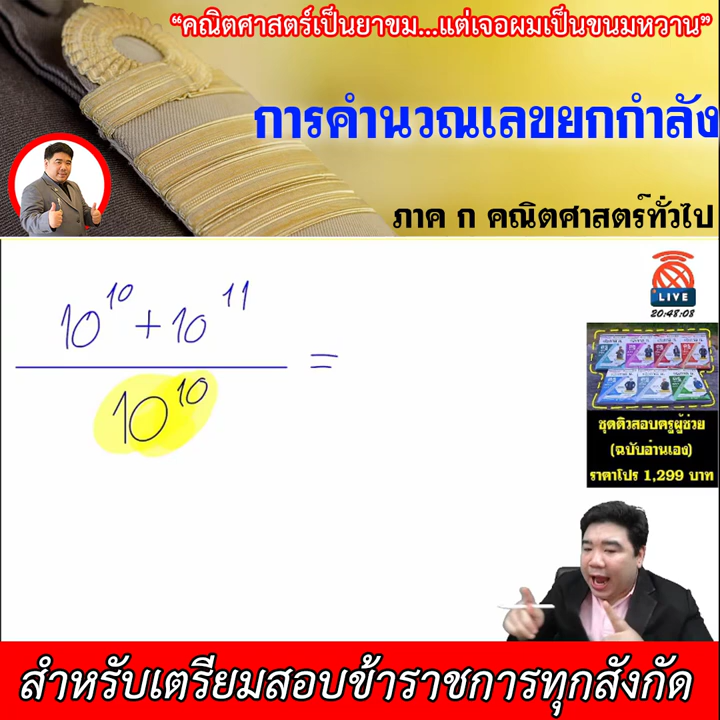 “คณิตศาสตร์เป็นยาขม...แต่เจอผมเป็นขนมหวาน”
การคำนวณเลขยกกำลัง
ภาค ก คณิตศาสตร์ทั่วไป
10^10 + 10^11
10^10
=
LIVE
20:48:08
ชุดติวสอบครูผู้ช่วย
(ฉบับอ่านเอง)
ราคาโปร 1,299 บาท
สำหรับเตรียมสอบข้าราชการทุกสังกัด